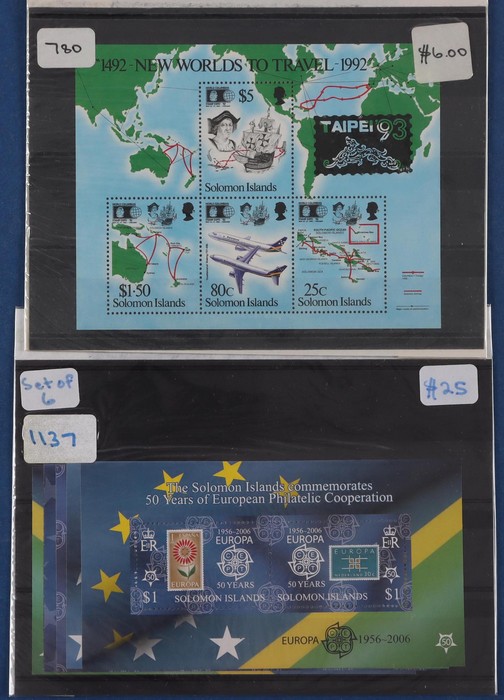 780
$6.00
1492 - NEW WORLDS TO TRAVEL - 1992
$5
TAIPEI '93
Solomon Islands
$1·50
Solomon Islands
80c
Solomon Islands
25c
Solomon Islands
Set of
6
$25
1137
The Solomon Islands commemorates
50 Years of European Philatelic Cooperation
1956-2006
EUROPA
50
YEARS
$1
SOLOMON ISLANDS
EUROPA
1956-2006
EUROPA
50
YEARS
$1
SOLOMON ISLANDS
EUROPA
EUROPA
1956-2006
50